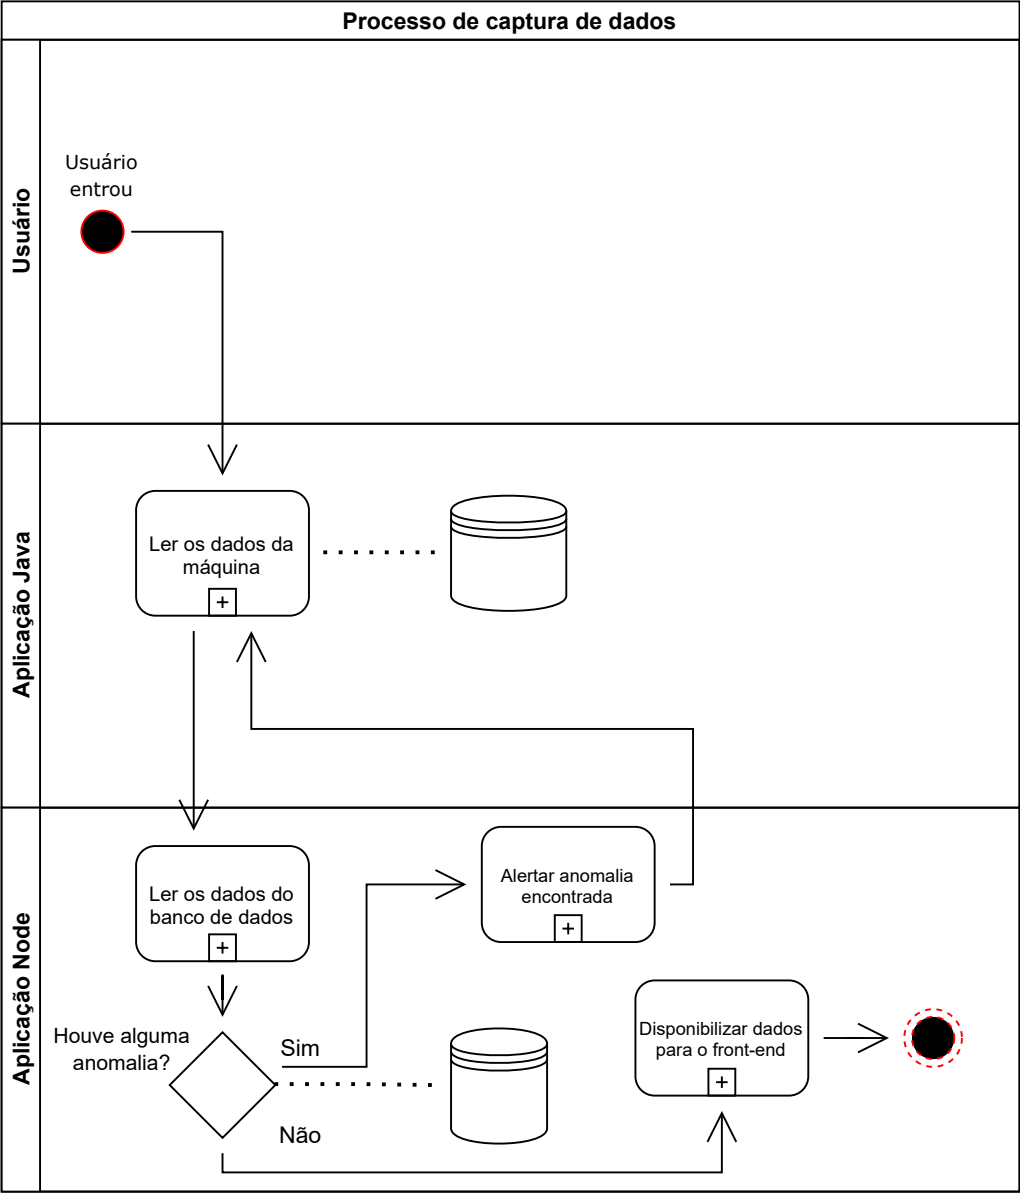 Processo de captura de dados
Usuário
Usuário
entrou
Aplicação Java
Ler os dados da
máquina
+
Aplicação Node
Ler os dados do
banco de dados
+
Alertar anomalia
encontrada
+
Houve alguma
anomalia?
Sim
Não
Disponibilizar dados
para o front-end
+